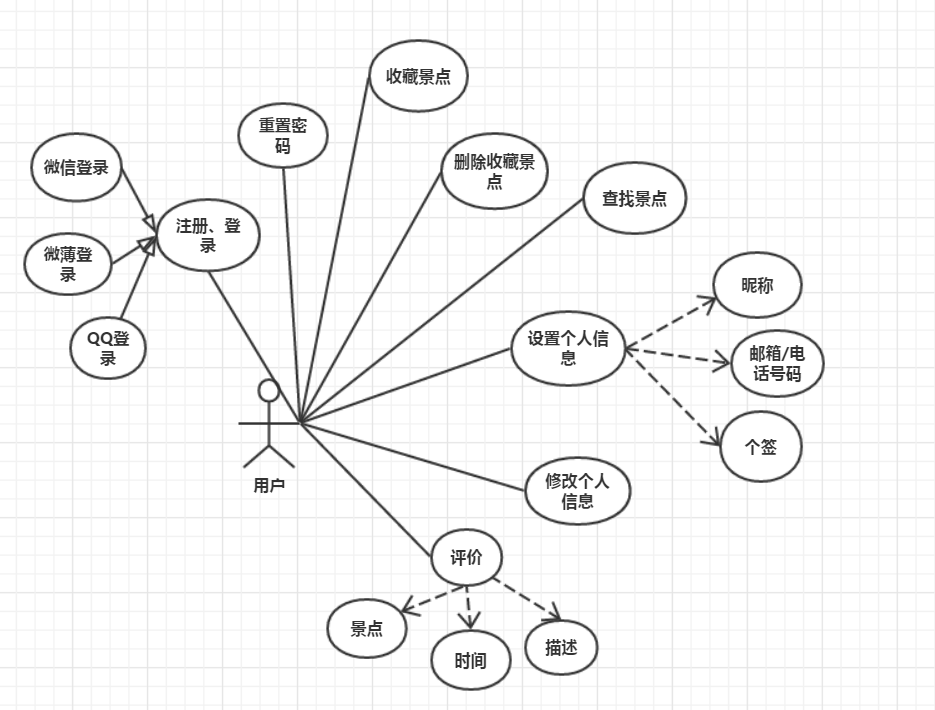 收藏景点
重置密
码
删除收藏景
点
微信登录
查找景点
注册、登
录
微薄登
录
昵称
QQ登
录
设置个人信
息
邮箱/电
话号码
个签
用户
修改个人
信息
评价
景点
时间
描述